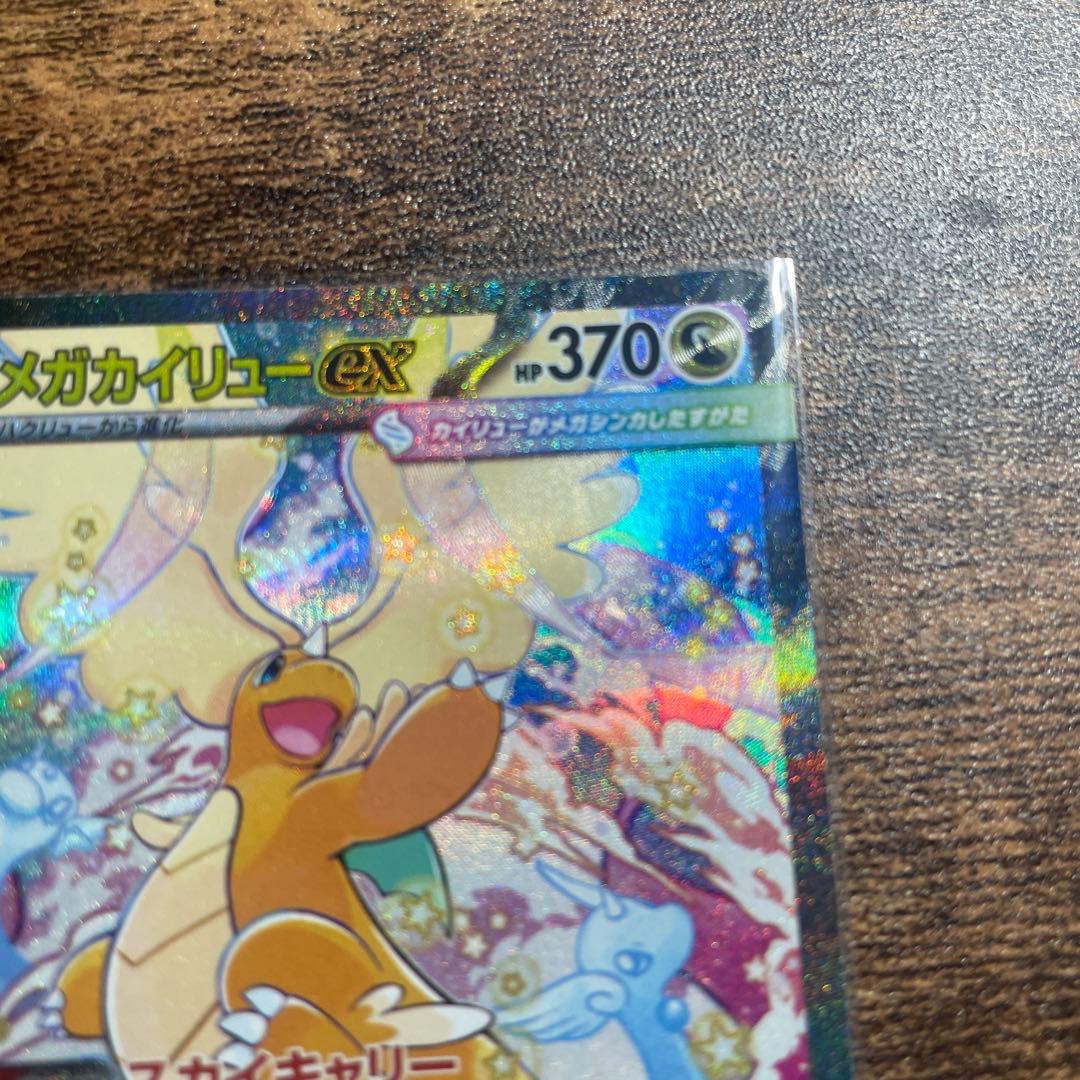 メガカイリューex HP370
ハクリューから進化 カイリューがメガシンカしたすがた
スカイキャリー